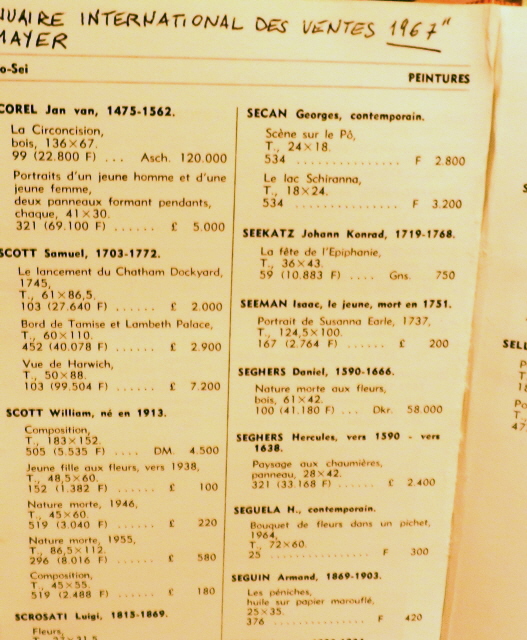 NUAIRE INTERNATIONAL DES VENTES 1967"
MAYER
o-Sei
PEINTURES
COREL Jan van, 1475-1562.
La Circoncision,
bois, 136×67.
99 (22.800 F) ... Asch. 120.000
Portraits d'un jeune homme et d'une
jeune femme,
deux panneaux formant pendants,
chaque, 41×30.
321 (69.100 F) ...... £ 5.000
SCOTT Samuel, 1703-1772.
Le lancement du Chatham Dockyard,
1745,
T., 61×86,5.
103 (27.640 F) ...... £ 2.000
Bord de Tamise et Lambeth Palace,
T., 60×110.
452 (40.078 F) ...... £ 2.900
Vue de Harwich,
T., 50×88.
103 (99.504 F) ...... £ 7.200
SCOTT William, né en 1913.
Composition,
T., 183×152.
505 (5.535 F) .... DM. 4.500
Jeune fille aux fleurs, vers 1938,
T., 48,5×60.
152 (1.382 F) ...... £ 100
Nature morte, 1946,
T., 45×60.
519 (3.040 F) ...... £ 220
Nature morte, 1955,
T., 86,5×112.
296 (8.016 F) ...... £ 580
Composition,
T., 45×55.
519 (2.488 F) ...... £ 180
SCROSATI Luigi, 1815-1869.
Fleurs,
SECAN Georges, contemporain.
Scène sur le Pô,
T., 24×18.
534 ............... F 2.800
Le lac Schiranna,
T., 18×24.
534 ............... F 3.200
SEEKATZ Johann Konrad, 1719-1768.
La fête de l'Epiphanie,
T., 36×43.
59 (10.883 F) .... Gns. 750
SEEMAN Isaac, le jeune, mort en 1751.
Portrait de Susanna Earle, 1737,
T., 124,5×100.
167 (2.764 F) ...... £ 200
SEGHERS Daniel, 1590-1666.
Nature morte aux fleurs,
bois, 61×42.
100 (41.180 F) ... Dkr. 58.000
SEGHERS Hercules, vers 1590 - vers
1638.
Paysage aux chaumières,
panneau, 28×42.
321 (33.168 F) ...... £ 2.400
SEGUELA H., contemporain.
Bouquet de fleurs dans un pichet,
1964,
T., 72×60.
25 ................ F 300
SEGUIN Armand, 1869-1903.
Les péniches,
huile sur papier marouflé,
25×35.
376 ............... F 420
SELL